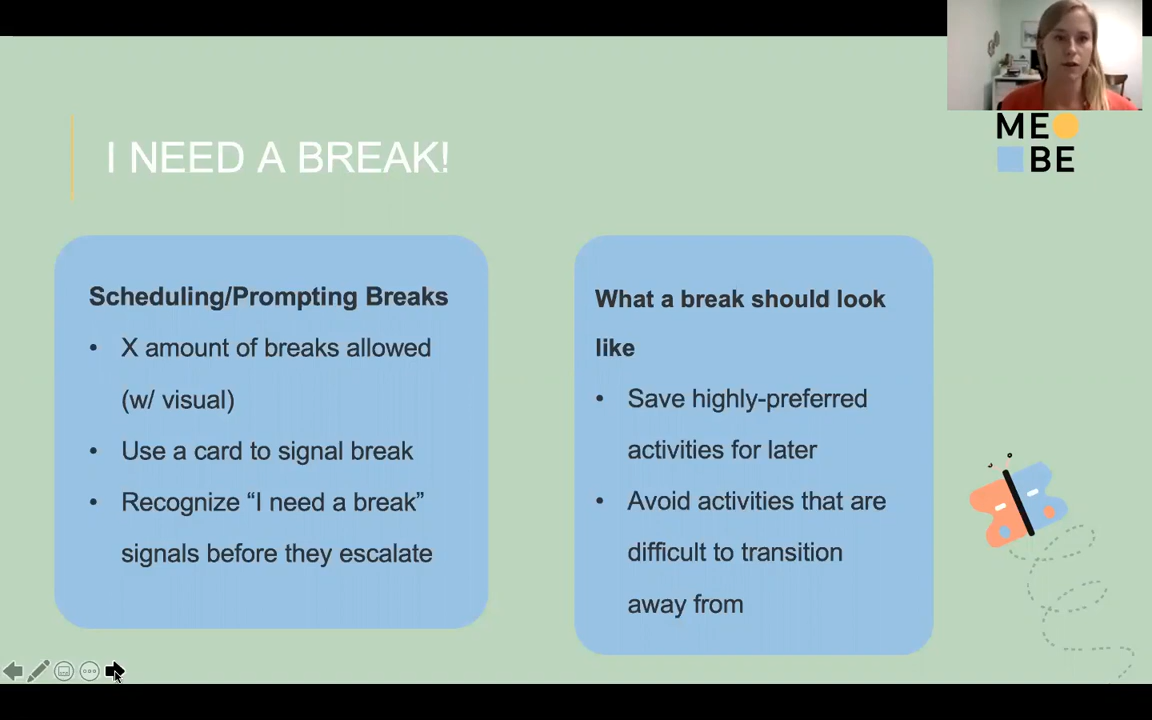 ME
BE
I NEED A BREAK!
Scheduling/Prompting Breaks
• X amount of breaks allowed
(w/ visual)
• Use a card to signal break
• Recognize “I need a break”
signals before they escalate
What a break should look
like
• Save highly-preferred
activities for later
• Avoid activities that are
difficult to transition
away from